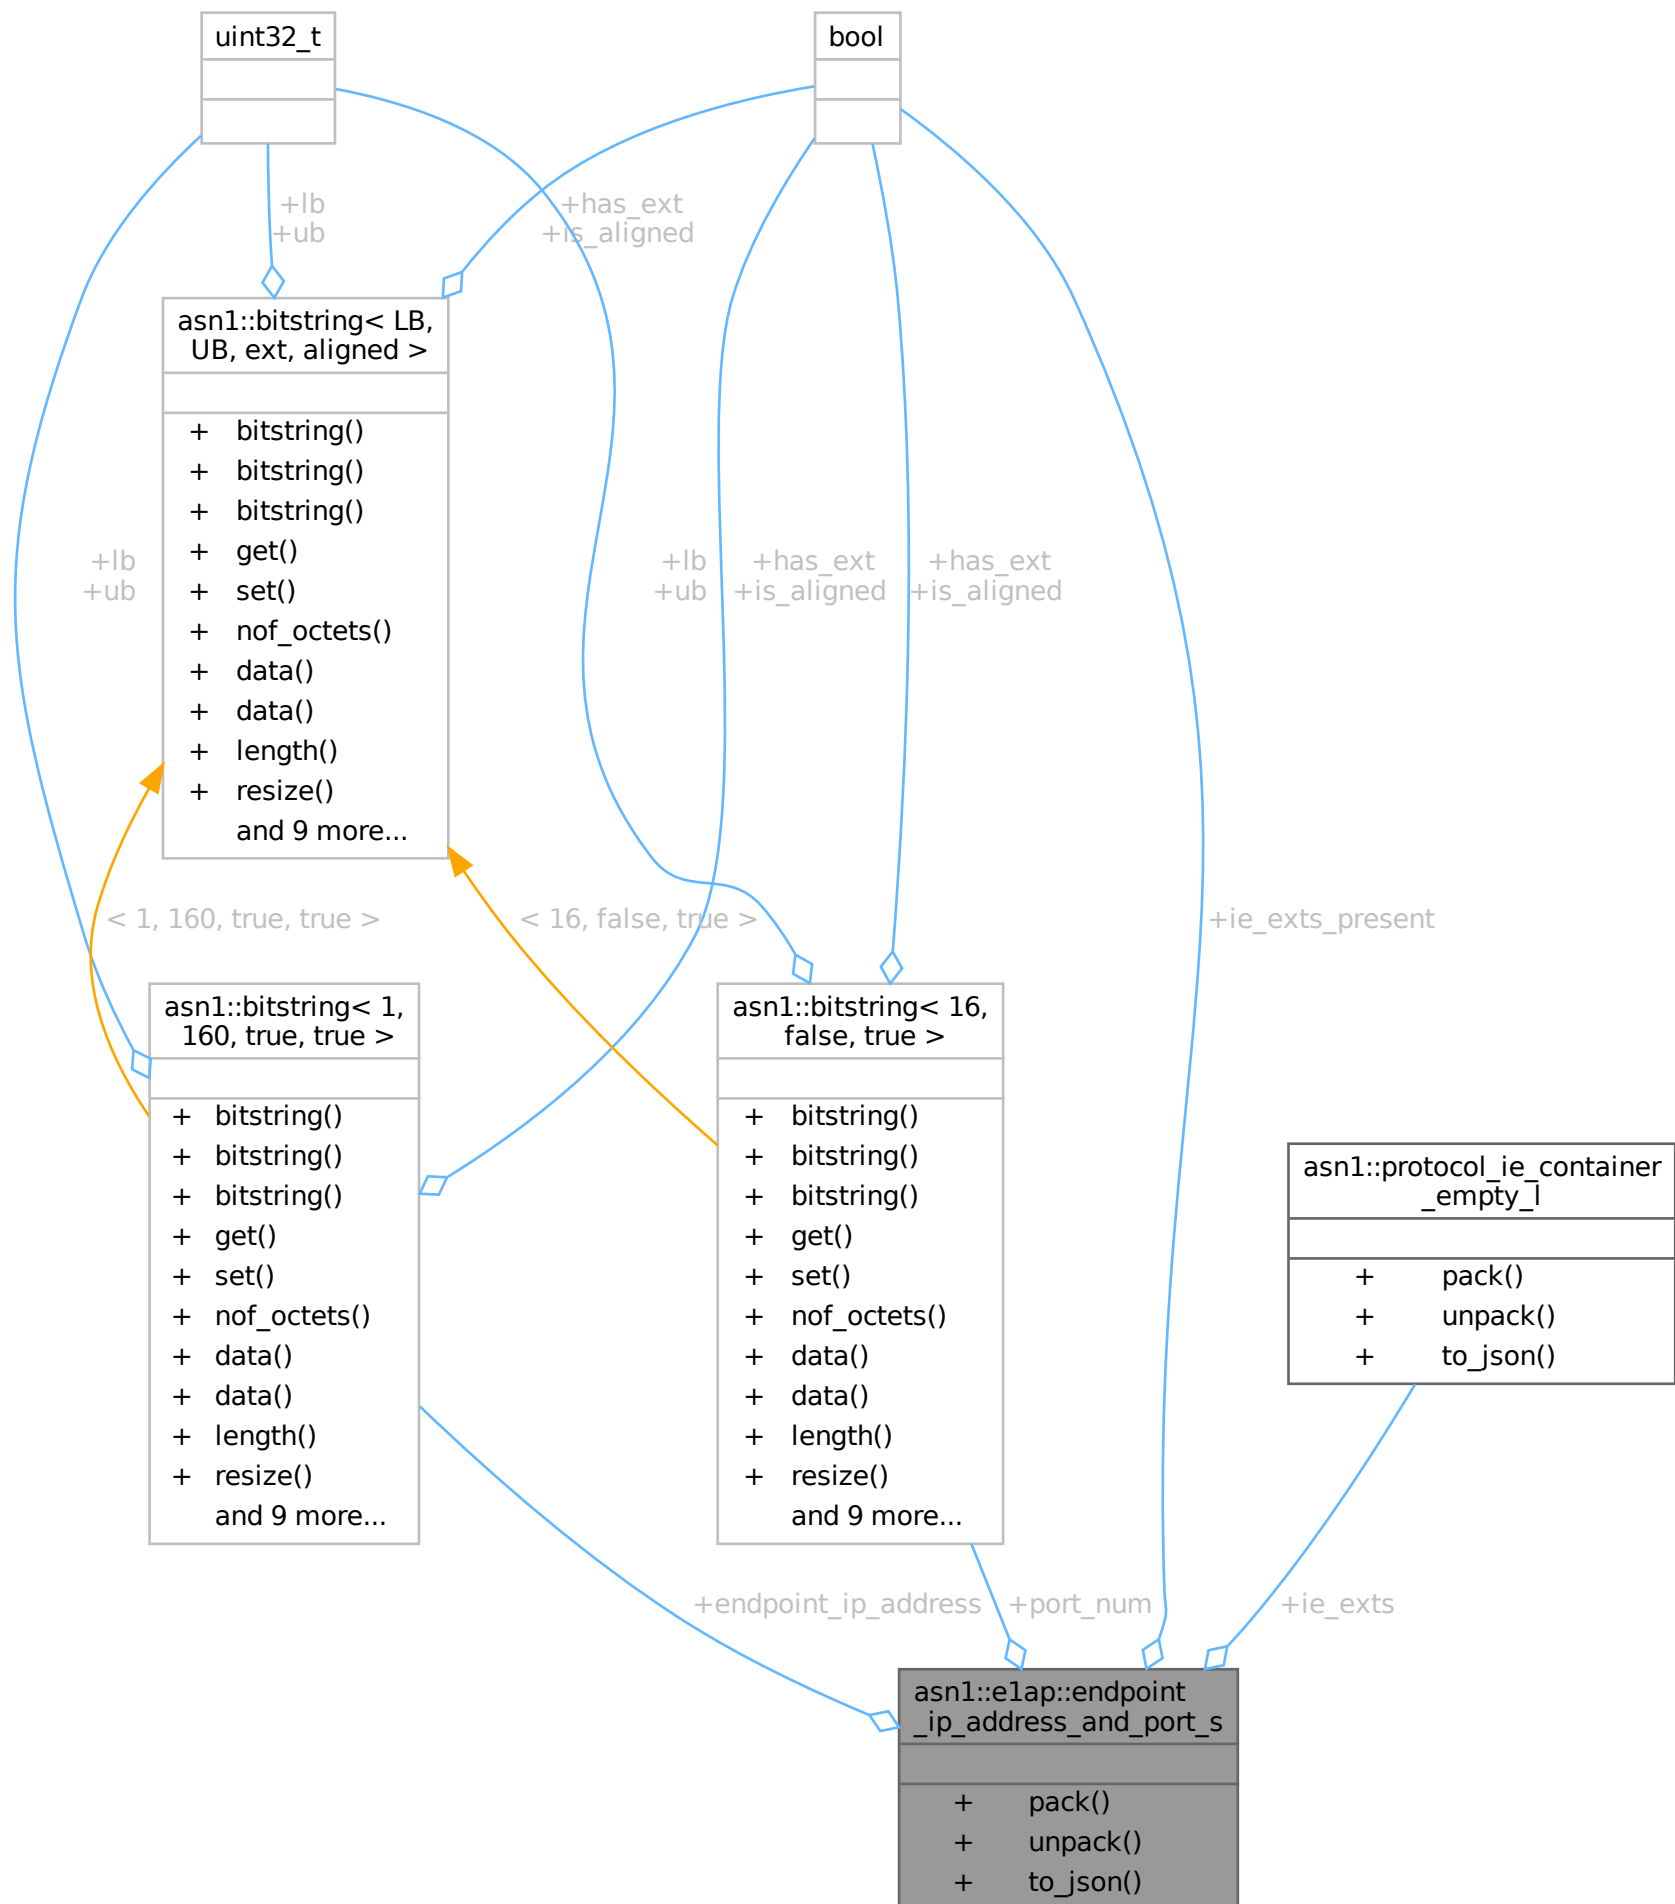 uint32_t
bool
+lb
+ub
+has_ext
+is_aligned
asn1::bitstring< LB,
UB, ext, aligned >
+ bitstring()
+ bitstring()
+ bitstring()
+ get()
+ set()
+ nof_octets()
+ data()
+ data()
+ length()
+ resize()
and 9 more...
+lb
+ub
+lb
+ub
+has_ext
+is_aligned
+has_ext
+is_aligned
< 1, 160, true, true >
< 16, false, true >
+ie_exts_present
asn1::bitstring< 1,
160, true, true >
+ bitstring()
+ bitstring()
+ bitstring()
+ get()
+ set()
+ nof_octets()
+ data()
+ data()
+ length()
+ resize()
and 9 more...
asn1::bitstring< 16,
false, true >
+ bitstring()
+ bitstring()
+ bitstring()
+ get()
+ set()
+ nof_octets()
+ data()
+ data()
+ length()
+ resize()
and 9 more...
asn1::protocol_ie_container
_empty_l
+ pack()
+ unpack()
+ to_json()
+endpoint_ip_address
+port_num
+ie_exts
asn1::e1ap::endpoint
_ip_address_and_port_s
+ pack()
+ unpack()
+ to_json()